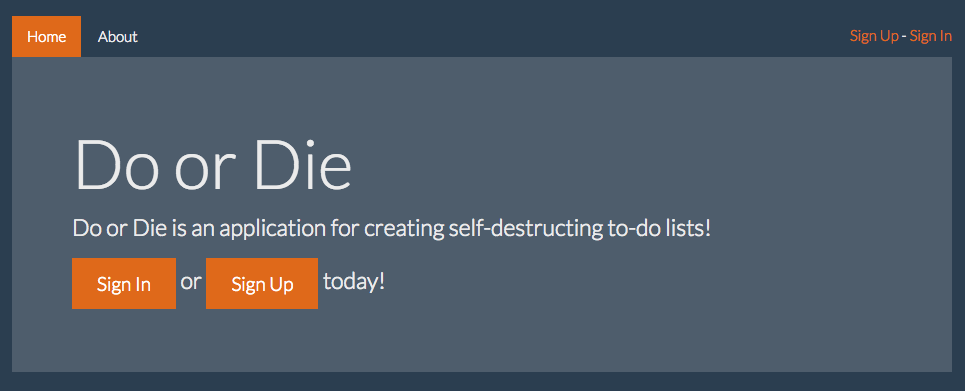 Home About Sign Up - Sign In
Do or Die
Do or Die is an application for creating self-destructing to-do lists!
Sign In or Sign Up today!